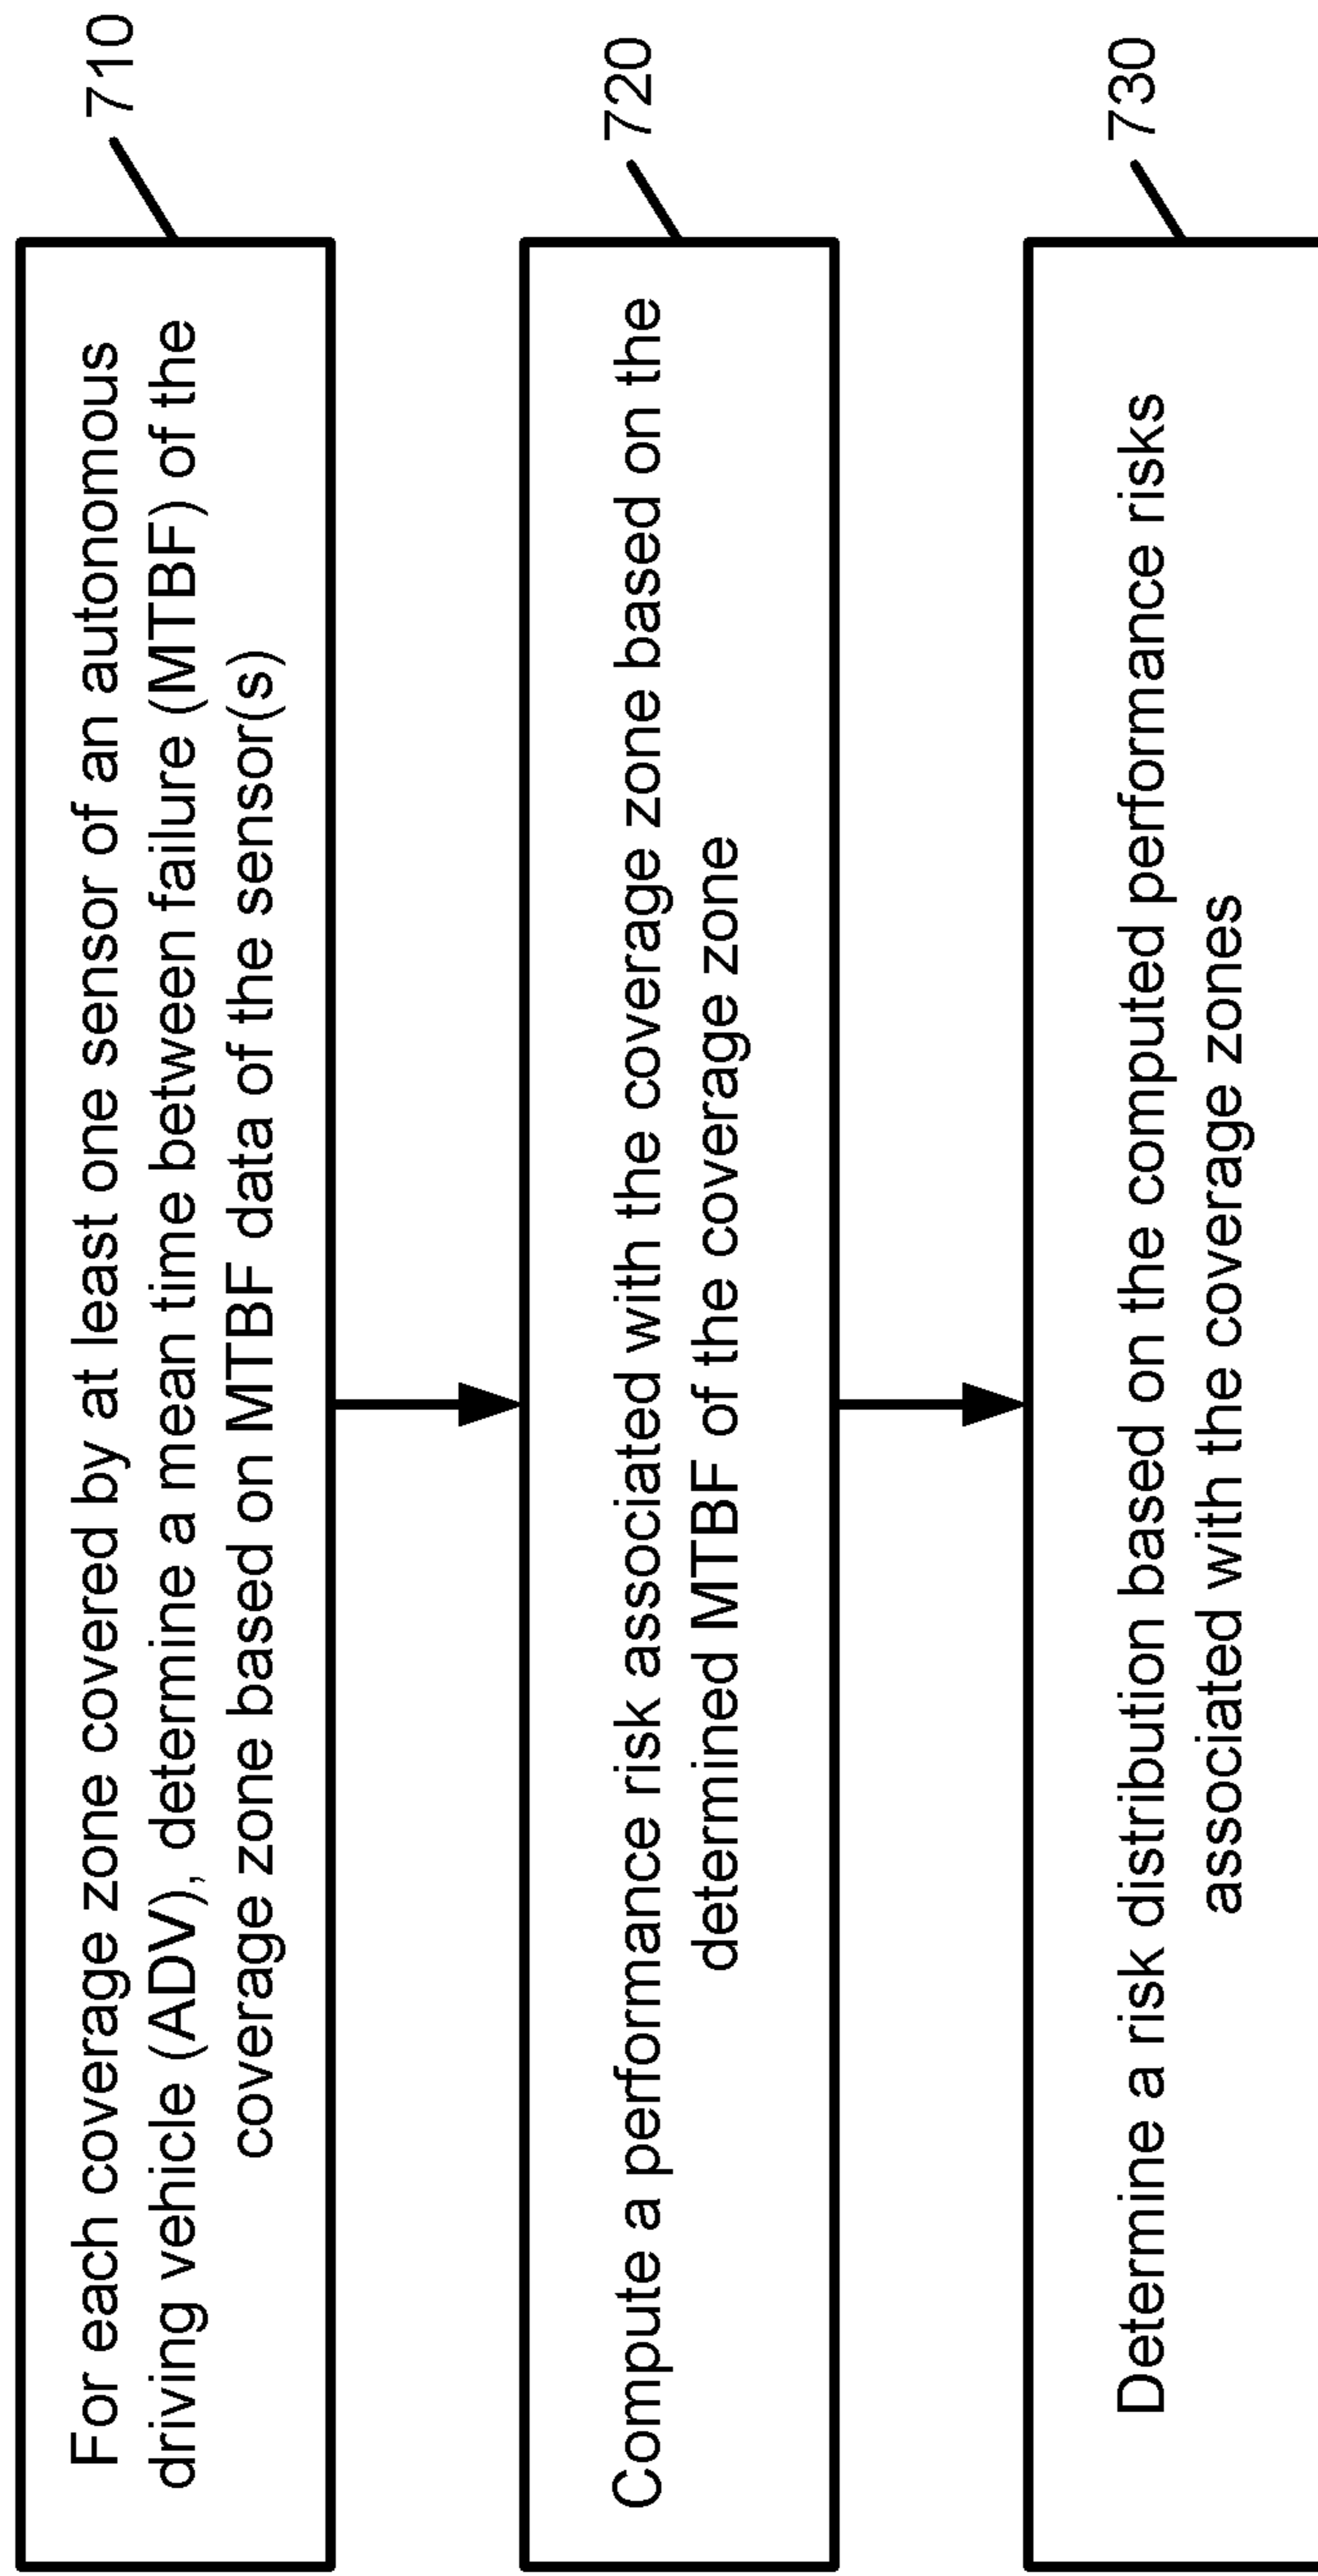 For each coverage zone covered by at least one sensor of an autonomous
driving vehicle (ADV), determine a mean time between failure (MTBF) of the
coverage zone based on MTBF data of the sensor(s)
710
Compute a performance risk associated with the coverage zone based on the
determined MTBF of the coverage zone
720
Determine a risk distribution based on the computed performance risks
associated with the coverage zones
730